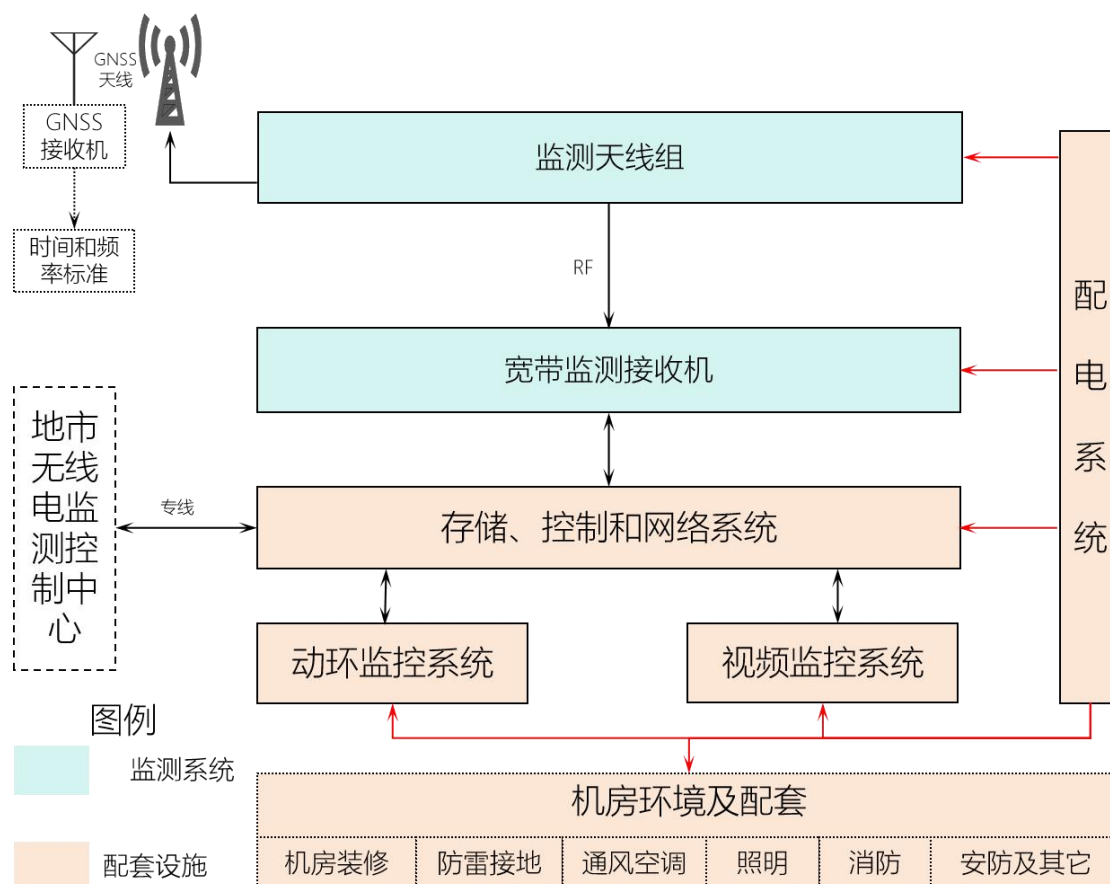 GNSS
天线
GNSS
接收机
监测天线组
时间和频
率标准
RF
配
电
系
统
宽带监测接收机
地市
无线
电监
测控
制中
心
专线
存储、控制和网络系统
动环监控系统
视频监控系统
图例
监测系统
配套设施
机房环境及配套
机房装修
防雷接地
通风空调
照明
消防
安防及其它